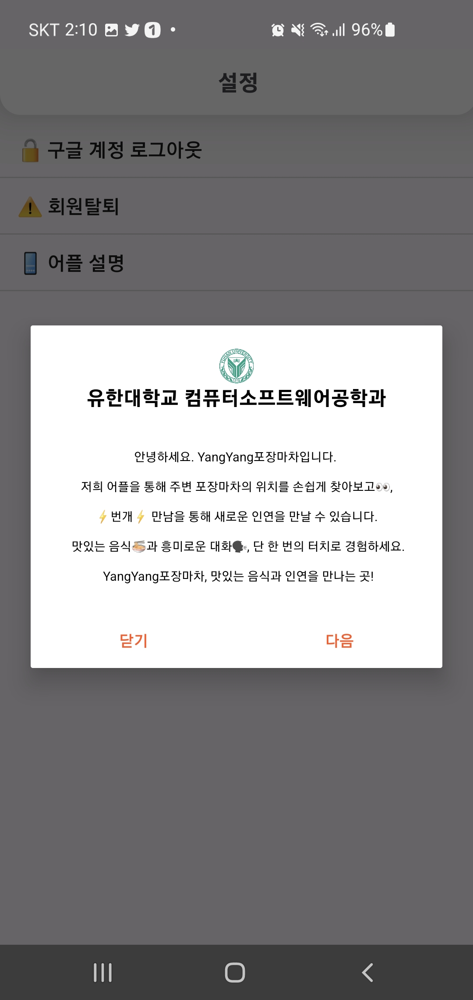 SKT 2:10
1
96%
설정
구글 계정 로그아웃
회원탈퇴
어플 설명
YUHAN UNIVERSITY
유한대학교 컴퓨터소프트웨어공학과
안녕하세요. YangYang포장마차입니다.
저희 어플을 통해 주변 포장마차의 위치를 손쉽게 찾아보고👀,
⚡번개⚡ 만남을 통해 새로운 인연을 만날 수 있습니다.
맛있는 음식🍜과 흥미로운 대화🗣️, 단 한 번의 터치로 경험하세요.
YangYang포장마차, 맛있는 음식과 인연을 만나는 곳!
닫기
다음